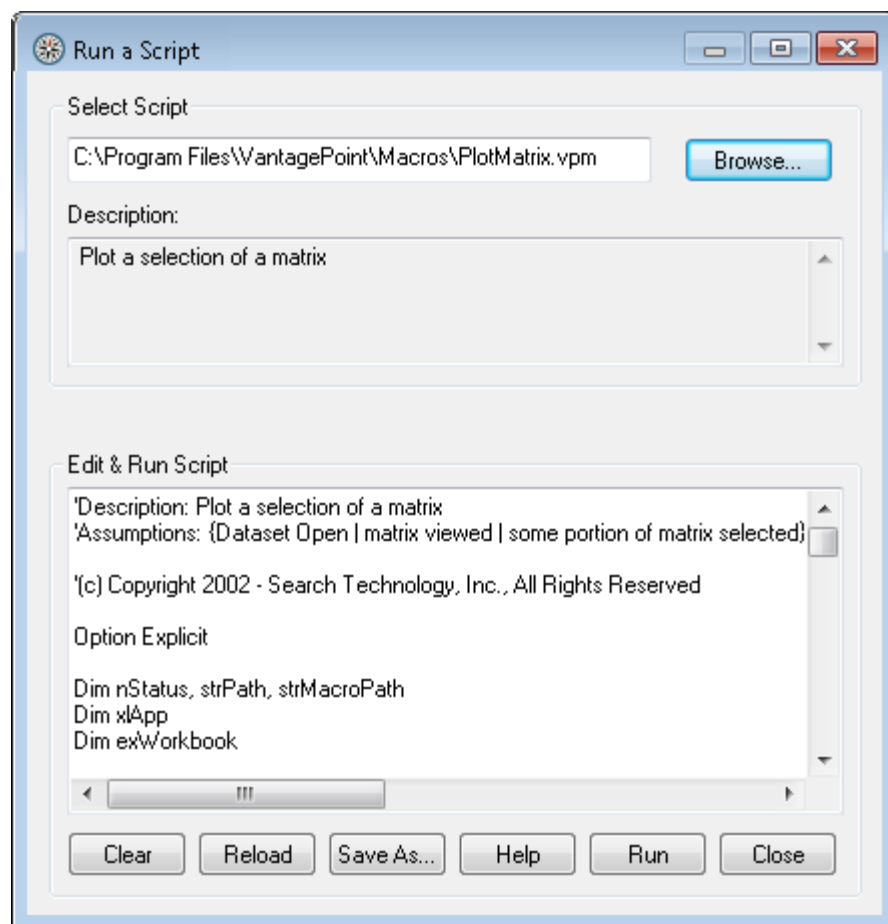 Run a Script
Select Script
C:\Program Files\VantagePoint\Macros\PlotMatrix.vpm
Browse...
Description:
Plot a selection of a matrix
Edit & Run Script
'Description: Plot a selection of a matrix
'Assumptions: {Dataset Open | matrix viewed | some portion of matrix selected}
'(c) Copyright 2002 - Search Technology, Inc., All Rights Reserved
Option Explicit
Dim nStatus, strPath, strMacroPath
Dim xlApp
Dim exWorkbook
Clear Reload Save As... Help Run Close